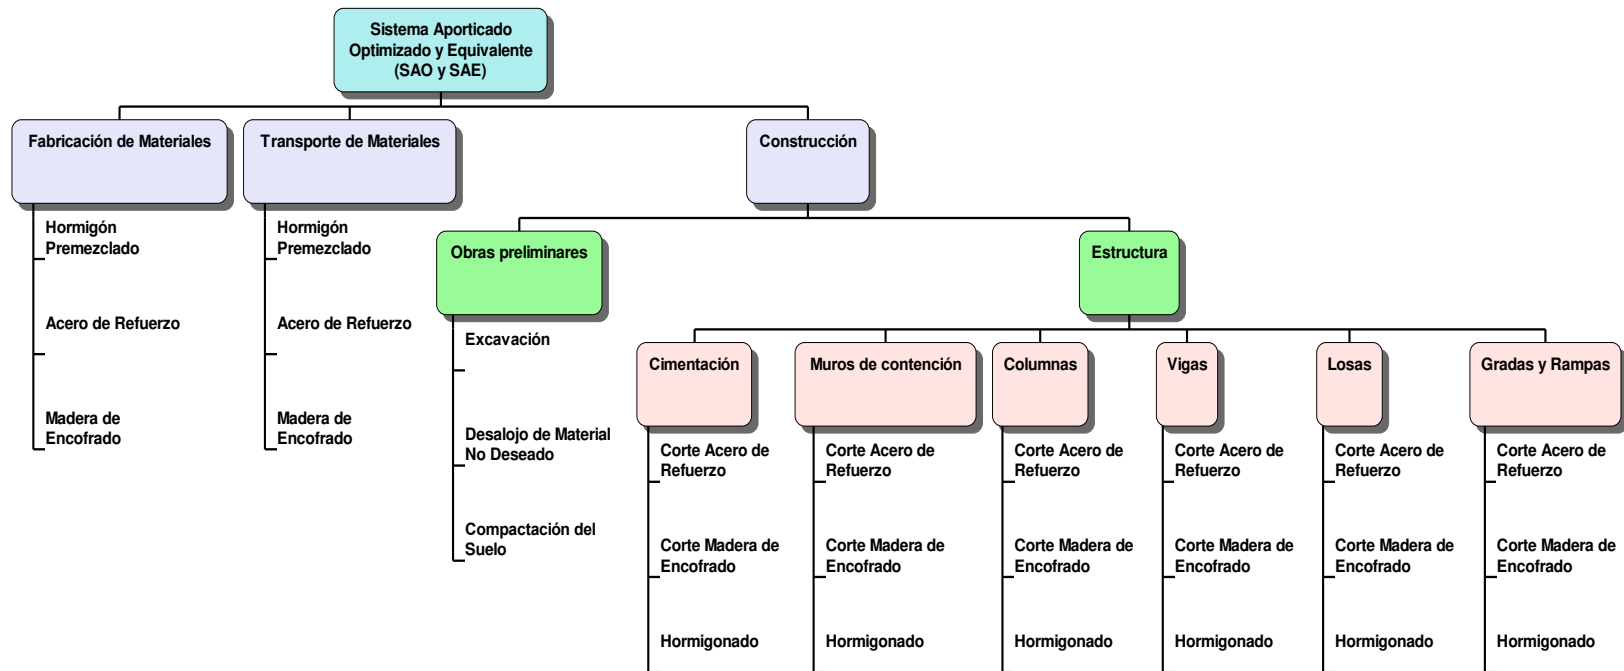 Sistema Aporticado
Optimizado y Equivalente
(SAO y SAE)
Fabricación de Materiales
Transporte de Materiales
Construcción
Hormigón
Premezclado
Acero de Refuerzo
Madera de
Encofrado
Hormigón
Premezclado
Acero de Refuerzo
Madera de
Encofrado
Obras preliminares
Estructura
Excavación
Desalojo de Material
No Deseado
Compactación del
Suelo
Cimentación
Muros de contención
Columnas
Vigas
Losas
Gradas y Rampas
Corte Acero de
Refuerzo
Corte Madera de
Encofrado
Hormigonado
Corte Acero de
Refuerzo
Corte Madera de
Encofrado
Hormigonado
Corte Acero de
Refuerzo
Corte Madera de
Encofrado
Hormigonado
Corte Acero de
Refuerzo
Corte Madera de
Encofrado
Hormigonado
Corte Acero de
Refuerzo
Corte Madera de
Encofrado
Hormigonado
Corte Acero de
Refuerzo
Corte Madera de
Encofrado
Hormigonado